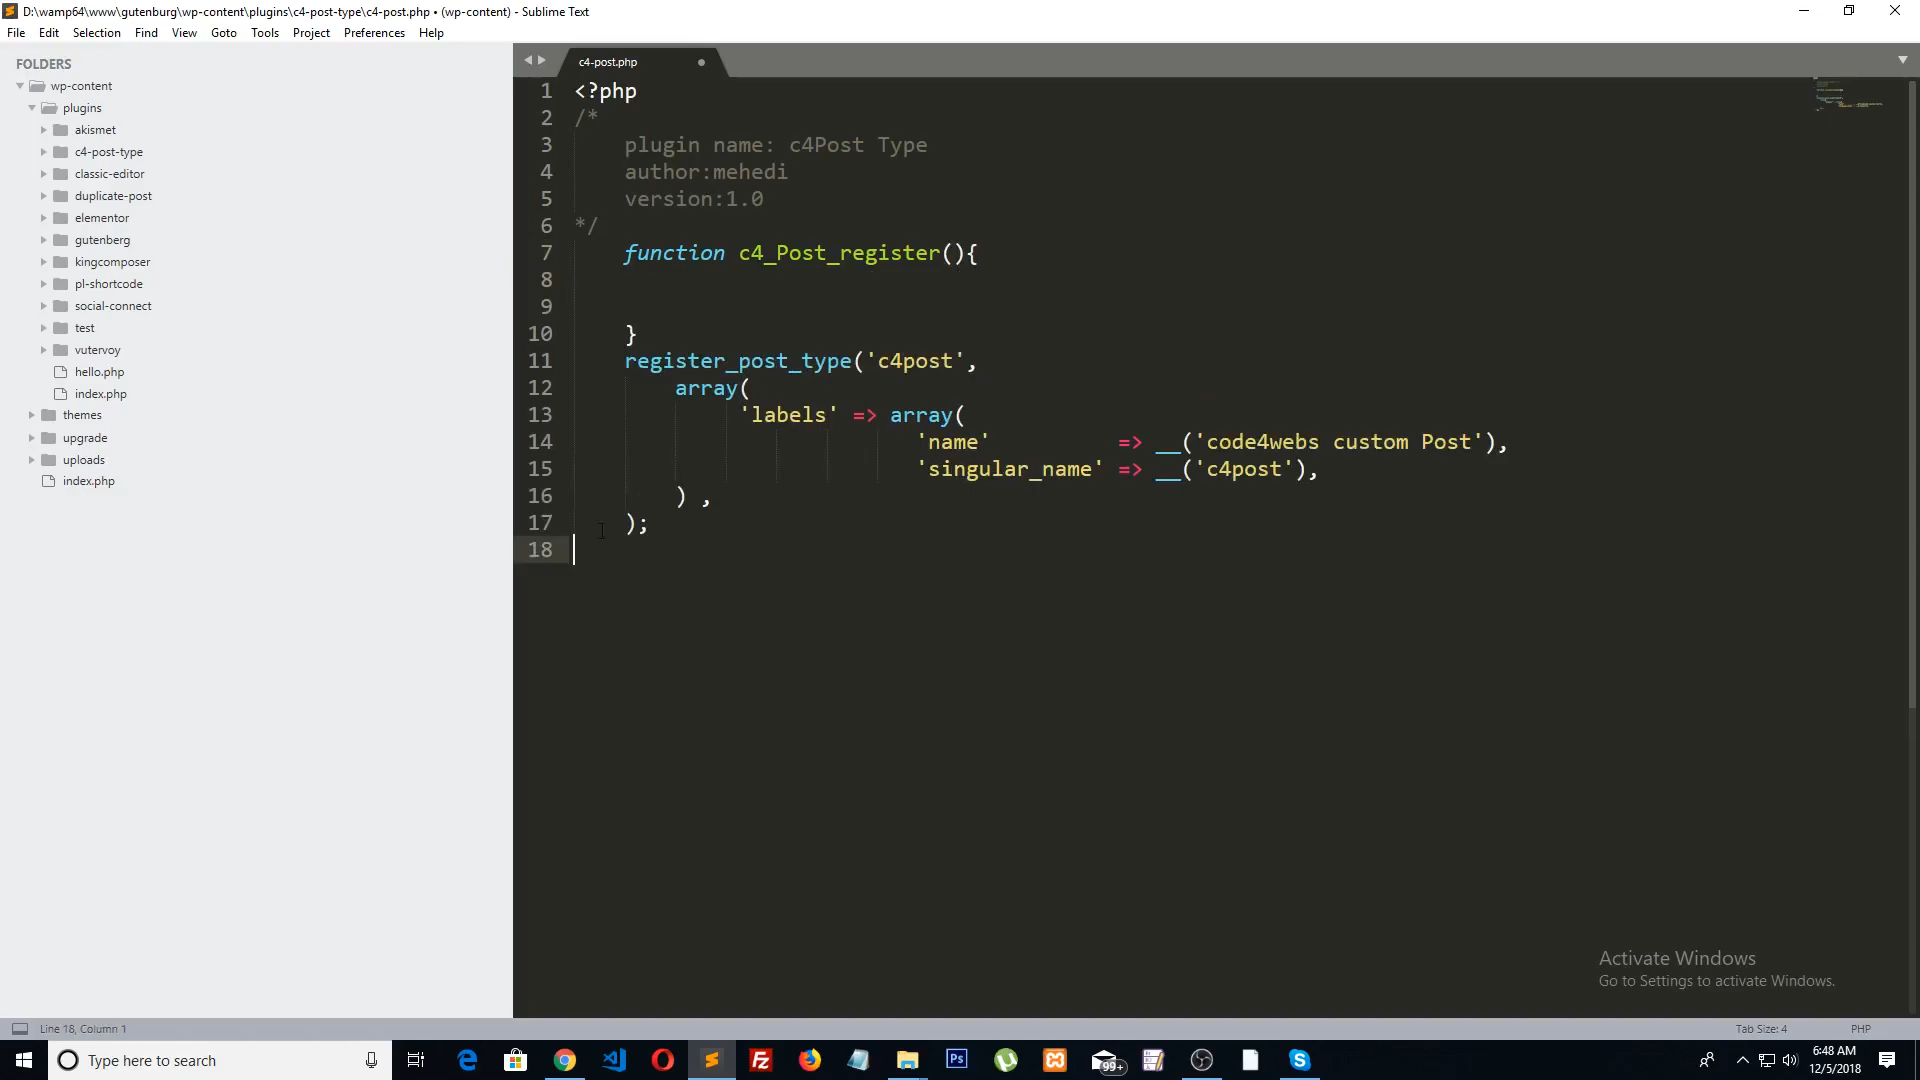 D:\wamp64\www\gutenburg\wp-content\plugins\c4-post-type\c4-post.php • (wp-content) - Sublime Text
File Edit Selection Find View Goto Tools Project Preferences Help
FOLDERS
wp-content
plugins
akismet
c4-post-type
classic-editor
duplicate-post
elementor
gutenberg
kingcomposer
pl-shortcode
social-connect
test
vutervoy
hello.php
index.php
themes
upgrade
uploads
index.php
c4-post.php
1 <?php
2 /*
3 plugin name: c4Post Type
4 author:mehedi
5 version:1.0
6 */
7 function c4_Post_register(){
8
9
10 }
11 register_post_type('c4post',
12 array(
13 'labels' => array(
14 'name' => __('code4webs custom Post'),
15 'singular_name' => __('c4post'),
16 ) ,
17 );
18
Activate Windows
Go to Settings to activate Windows.
Line 18, Column 1
Tab Size: 4
PHP
Type here to search
99+
6:48 AM
12/5/2018